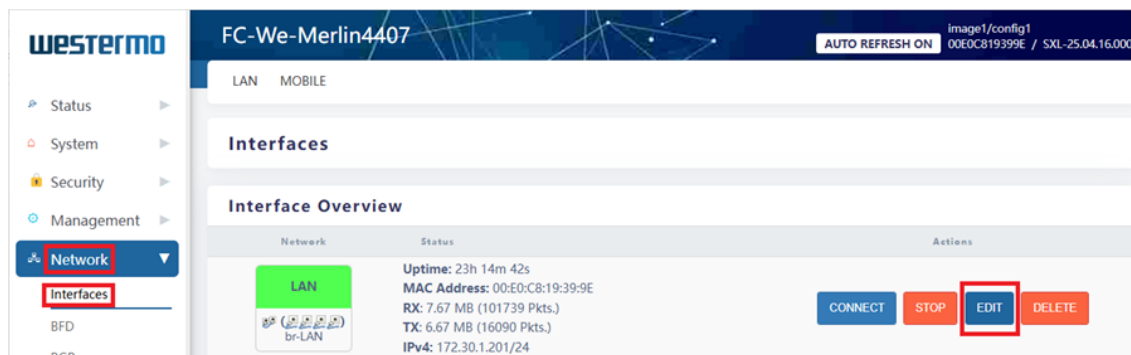 westermo
FC-We-Merlin4407
image1/config1
AUTO REFRESH ON
00E0C819399E / SXL-25.04.16.000
LAN MOBILE
Status
System
Security
Management
Network
Interfaces
BFD
BGP
Interfaces
Interface Overview
Network Status Actions
LAN
br-LAN
Uptime: 23h 14m 42s
MAC Address: 00:E0:C8:19:39:9E
RX: 7.67 MB (101739 Pkts.)
TX: 6.67 MB (16090 Pkts.)
IPv4: 172.30.1.201/24
CONNECT STOP EDIT DELETE